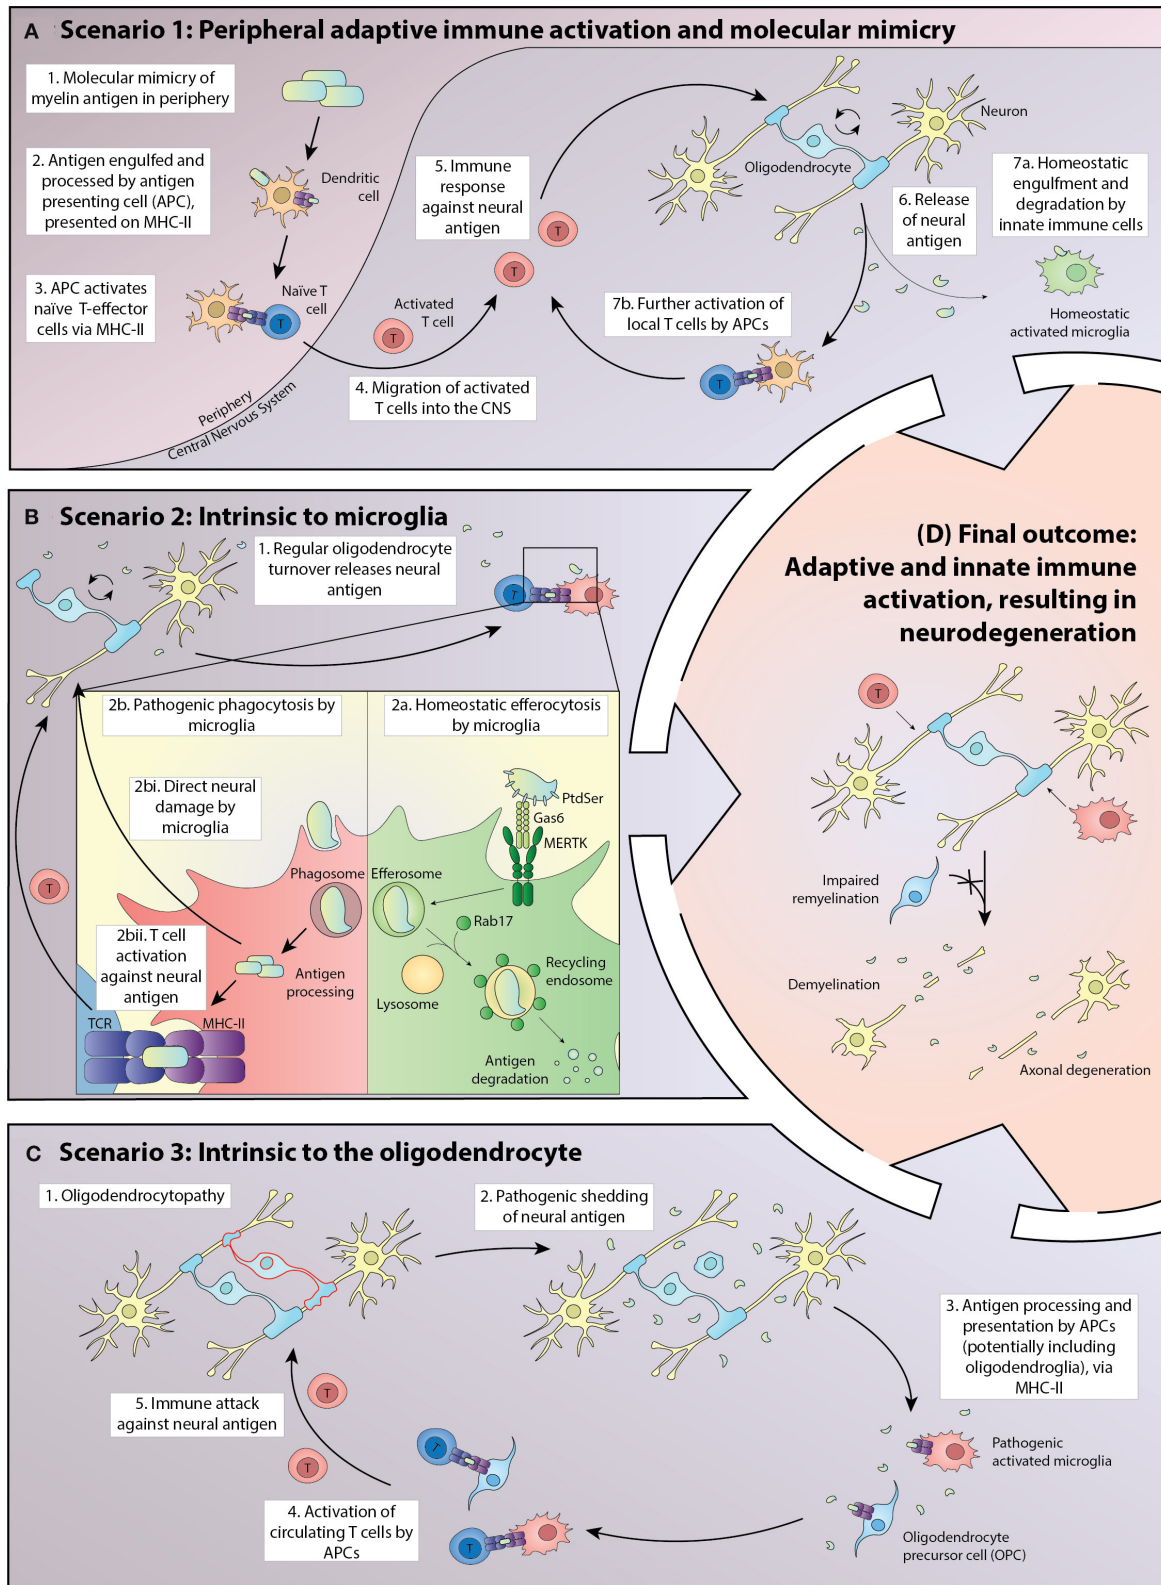 A Scenario 1: Peripheral adaptive immune activation and molecular mimicry
1. Molecular mimicry of
myelin antigen in periphery
2. Antigen engulfed and
processed by antigen
presenting cell (APC),
presented on MHC-II
Dendritic
cell
3. APC activates
naïve T-effector
cells via MHC-II
Naïve T
cell
T
Periphery
Central Nervous System
Activated
T cell
T
4. Migration of activated
T cells into the CNS
5. Immune
response
against neural
antigen
T
T
Oligodendrocyte
Neuron
6. Release
of neural
antigen
7a. Homeostatic
engulfment and
degradation by
innate immune cells
Homeostatic
activated microglia
7b. Further activation of
local T cells by APCs
T
B Scenario 2: Intrinsic to microglia
1. Regular oligodendrocyte
turnover releases neural
antigen
T
2b. Pathogenic phagocytosis by
microglia
2a. Homeostatic efferocytosis
by microglia
2bi. Direct neural
damage by
microglia
PtdSer
Gas6
MERTK
Phagosome
Efferosome
Rab17
T
2bii. T cell
activation
against neural
antigen
Antigen
processing
Lysosome
Recycling
endosome
TCR
MHC-II
Antigen
degradation
(D) Final outcome:
Adaptive and innate immune
activation, resulting in
neurodegeneration
T
Impaired
remyelination
Demyelination
Axonal degeneration
C Scenario 3: Intrinsic to the oligodendrocyte
1. Oligodendrocytopathy
2. Pathogenic shedding
of neural antigen
3. Antigen processing and
presentation by APCs
(potentially including
oligodendroglia), via
MHC-II
Pathogenic
activated microglia
Oligodendrocyte
precursor cell (OPC)
5. Immune attack
against neural antigen
T
T
T
T
4. Activation of
circulating T cells by
APCs